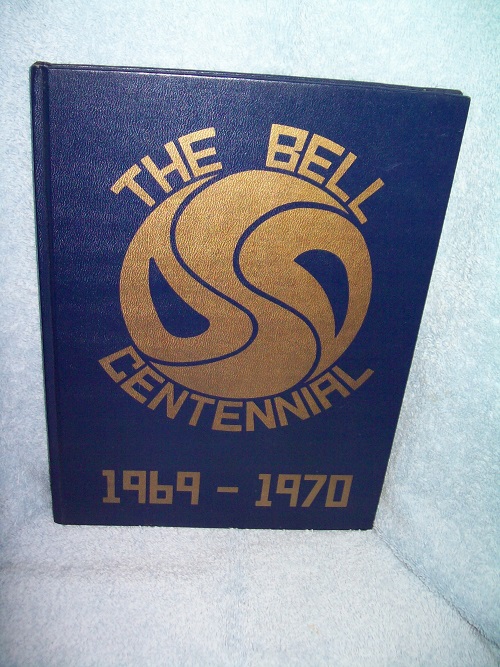 THE BELL
CENTENNIAL
1969 - 1970